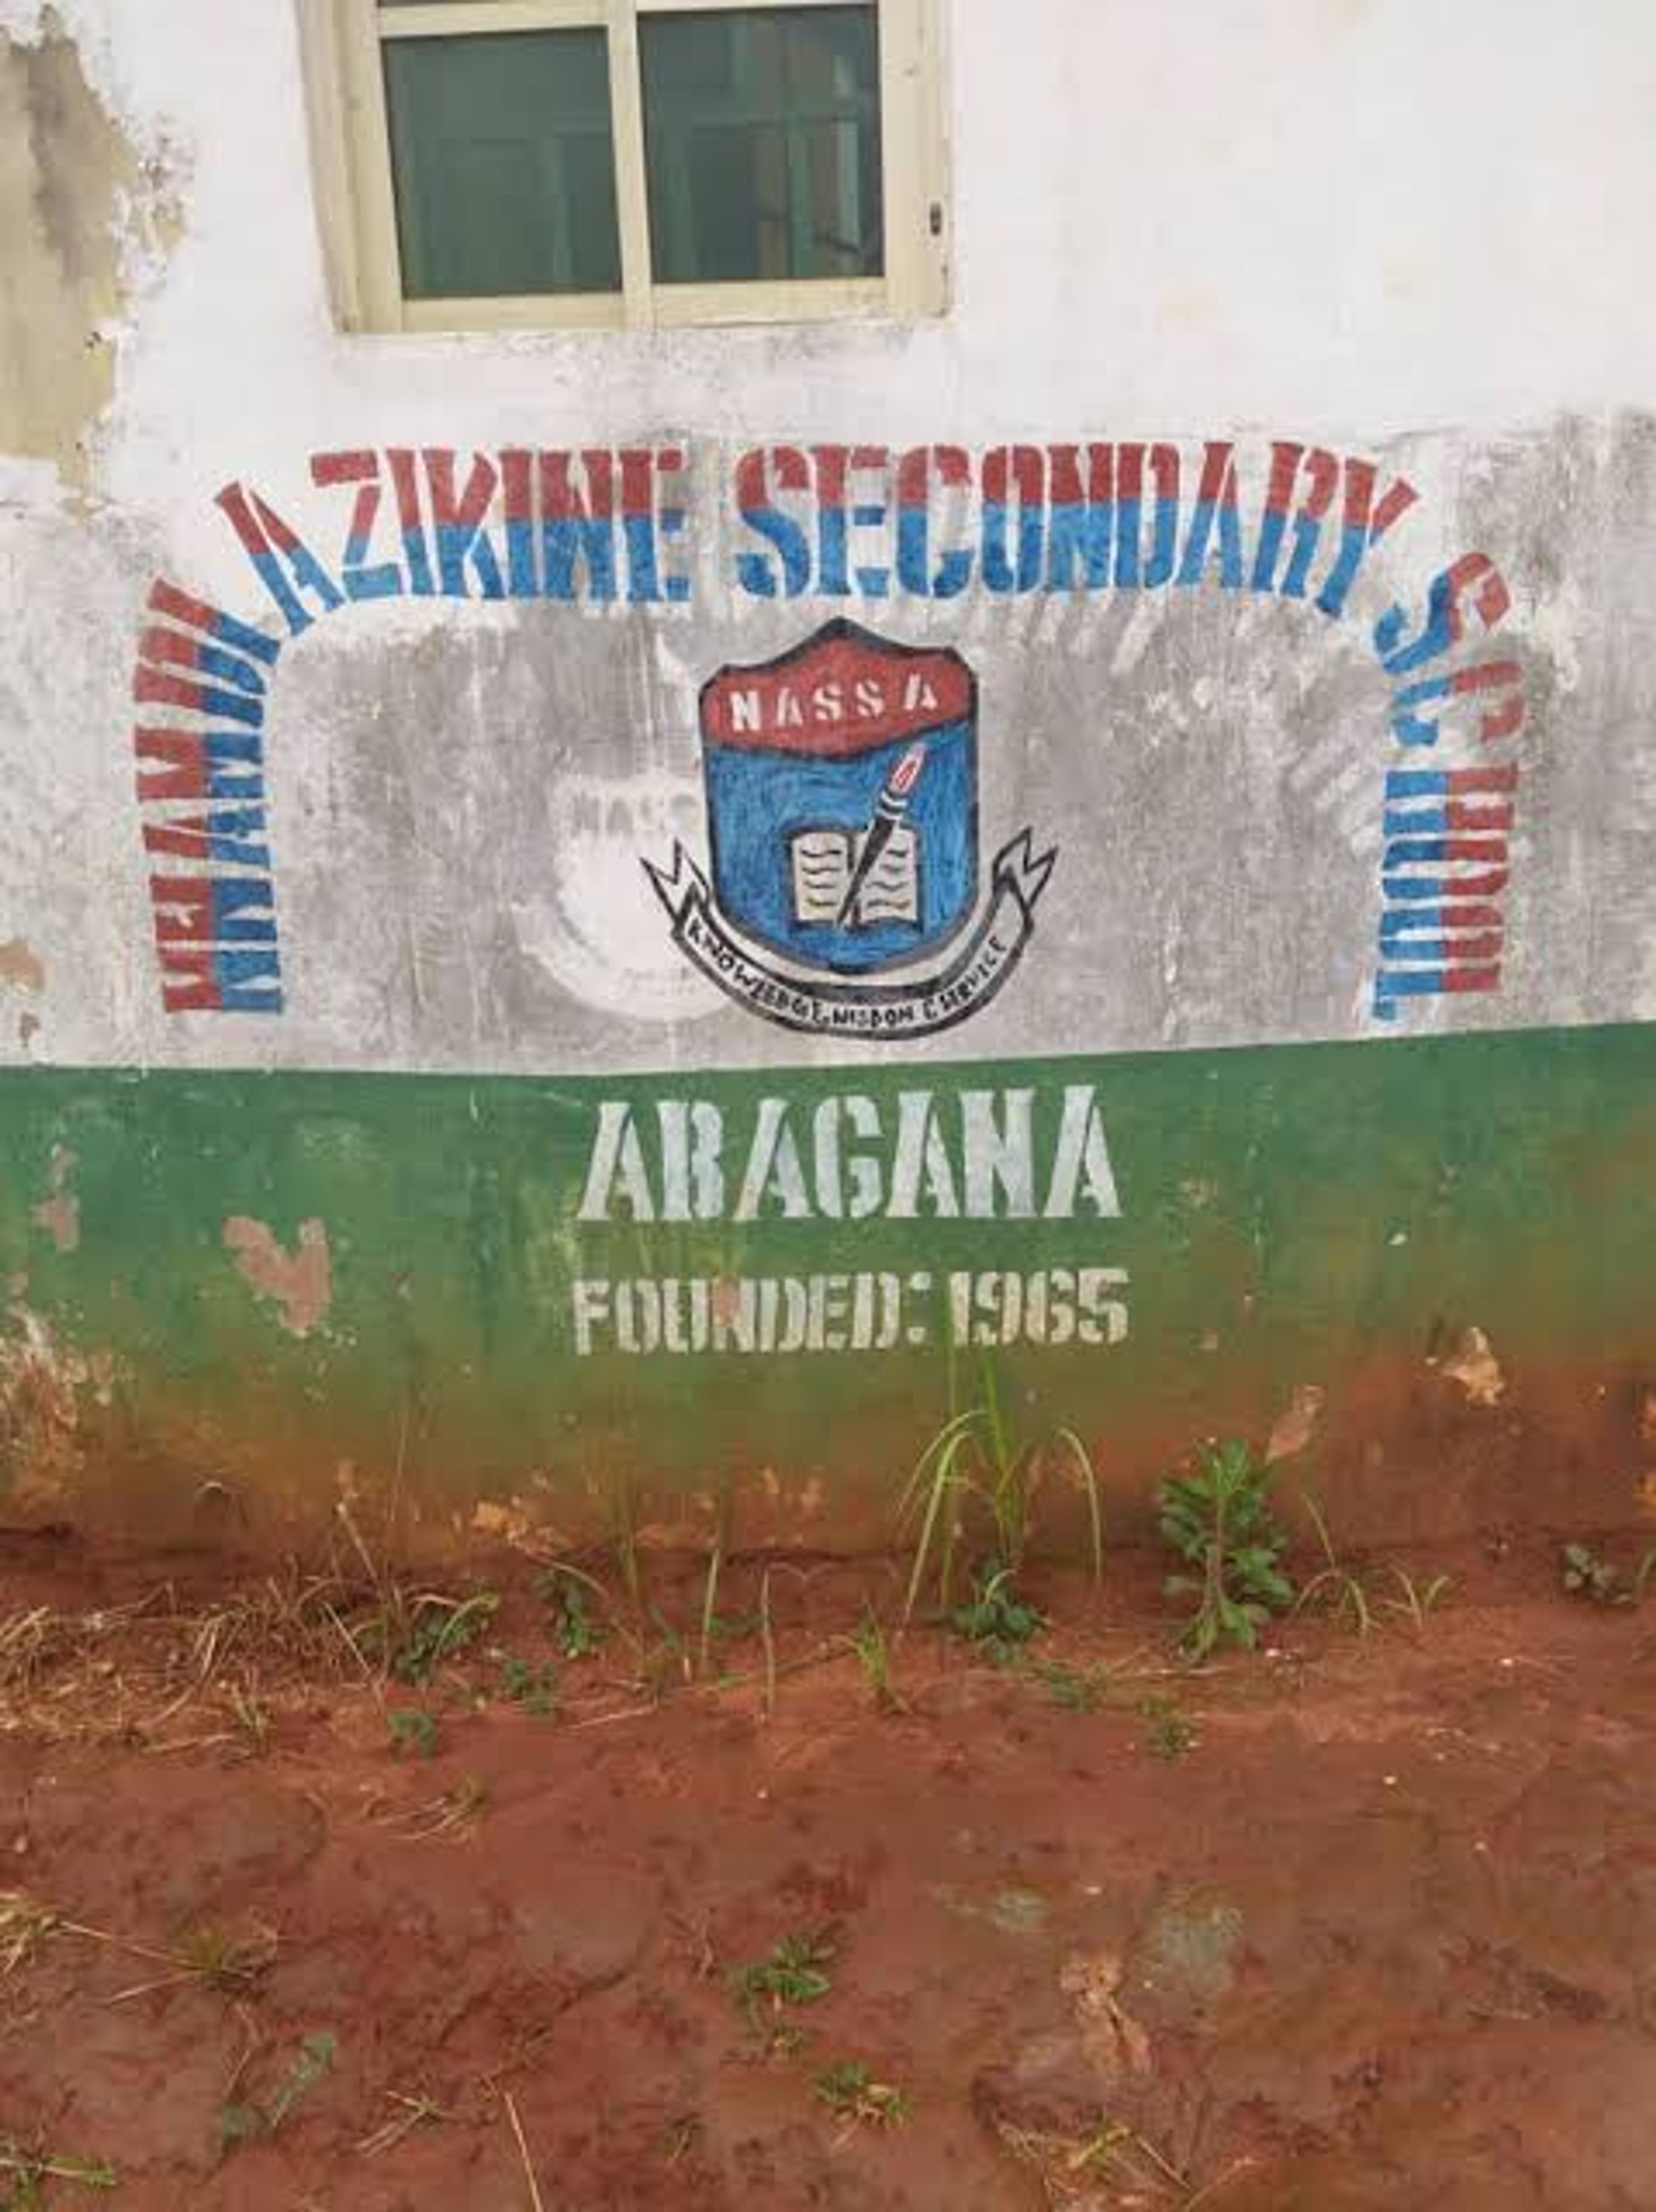 NNAMDI AZIKIWE SECONDARY SCHOOL
NASSA
KNOWLEDGE, WISDOM & SERVICE
ABAGANA
FOUNDED: 1965